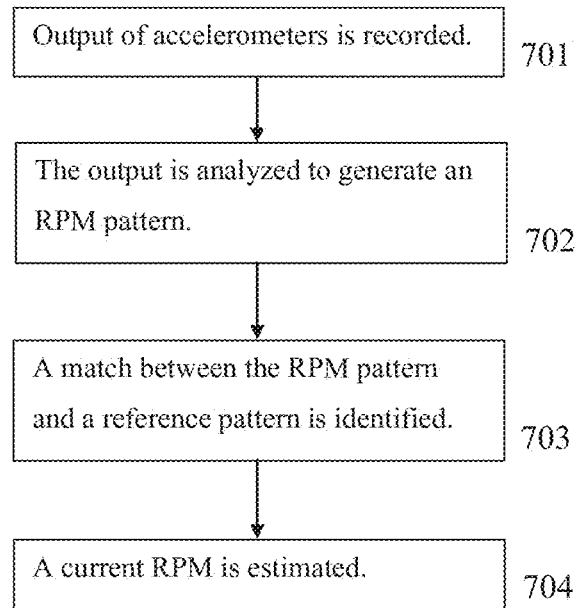 Output of accelerometers is recorded.
701
The output is analyzed to generate an
RPM pattern.
702
A match between the RPM pattern
and a reference pattern is identified.
703
A current RPM is estimated.
704